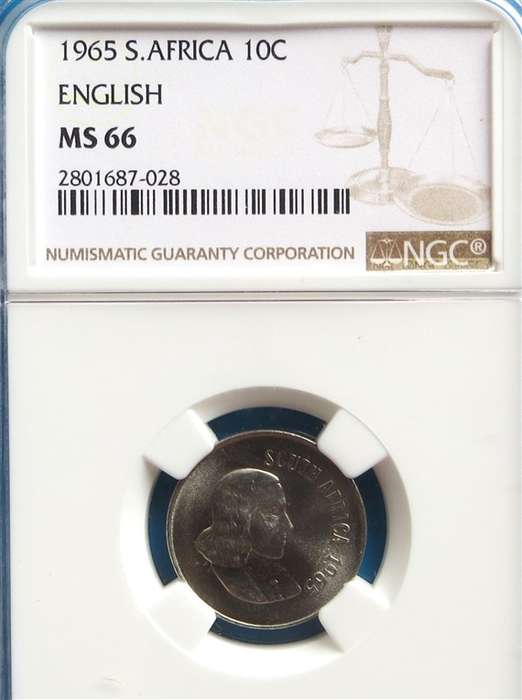 1965 S.AFRICA 10C
ENGLISH
MS 66
2801687-028
NUMISMATIC GUARANTY CORPORATION
NGC®
SOUTH AFRICA 1965